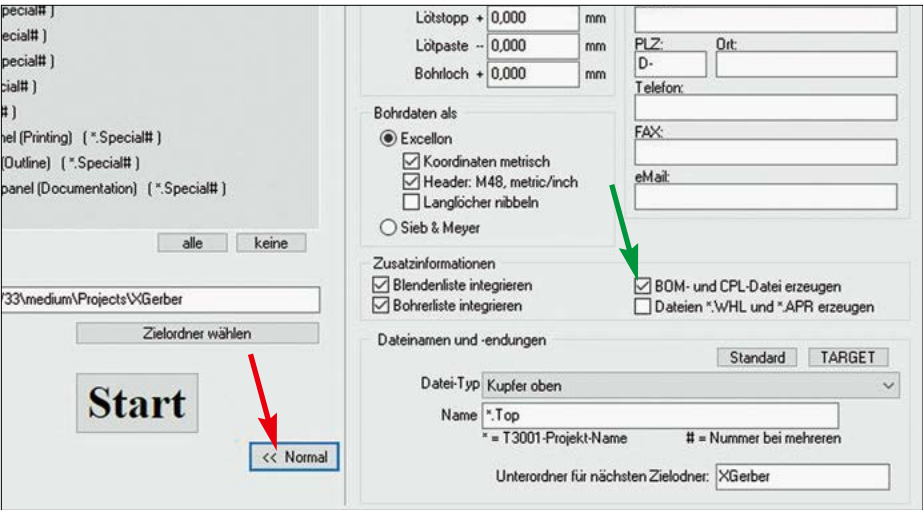 pecial# )
ecial# )
pecial# )
cial# )
# )
nel (Printing) ( *.Special# )
(Outline) ( *.Special# )
panel (Documentation) ( *.Special# )
alle keine
'33\medium\Projects\XGerber
Zielordner wählen
Start
<< Normal
Lötstopp + 0,000 mm
Lötpaste -- 0,000 mm
Bohrloch + 0,000 mm
Bohrdaten als
Excellon
Koordinaten metrisch
Header: M48, metric/inch
Langlöcher nibbeln
Sieb & Meyer
PLZ: Ort:
D-
Telefon:
FAX:
eMail:
Zusatzinformationen
Blendenliste integrieren
Bohrerliste integrieren
BOM- und CPL-Datei erzeugen
Dateien *.WHL und *.APR erzeugen
Dateinamen und -endungen
Standard TARGET
Datei-Typ Kupfer oben
Name *.Top
* = T3001-Projekt-Name # = Nummer bei mehreren
Unterordner für nächsten Zielodner: XGerber